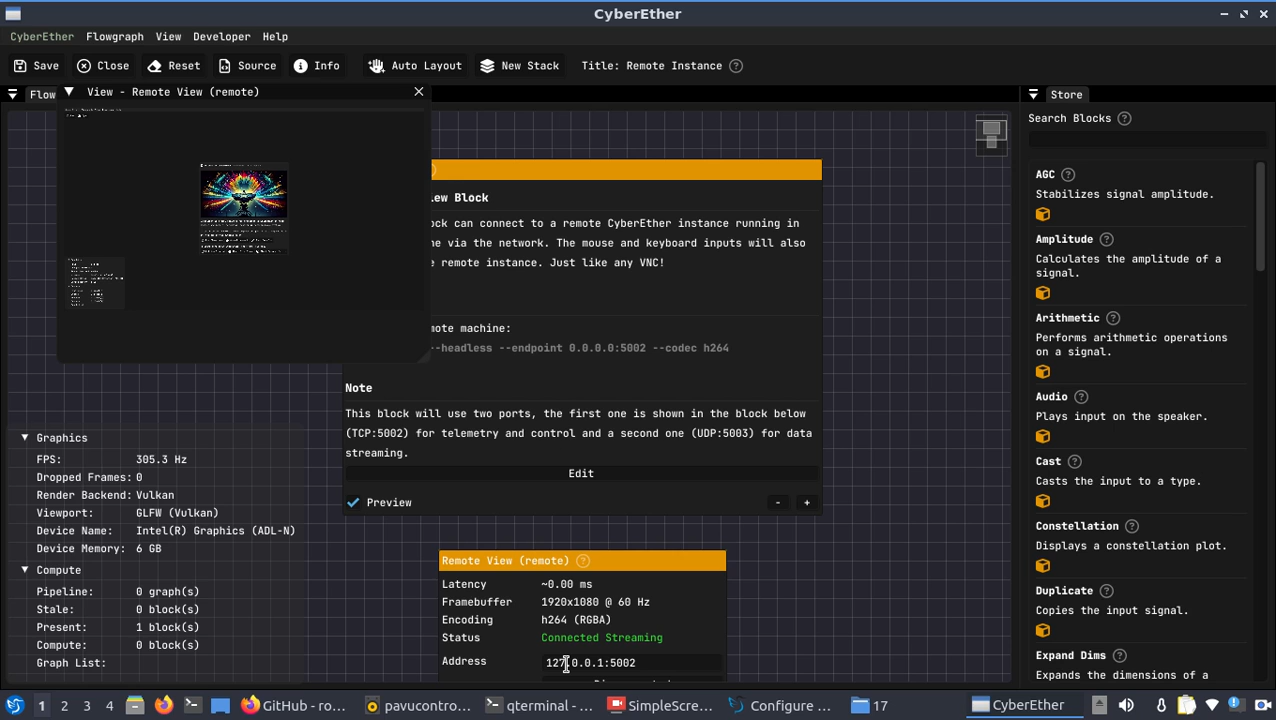 CyberEther
CyberEther Flowgraph View Developer Help
Save Close Reset Source Info Auto Layout New Stack Title: Remote Instance ?
Flow
View - Remote View (remote)
Store
Search Blocks ?
AGC ?
Stabilizes signal amplitude.
Amplitude ?
Calculates the amplitude of a
signal.
Arithmetic ?
Performs arithmetic operations
on a signal.
Audio ?
Plays input on the speaker.
Cast ?
Casts the input to a type.
Constellation ?
Displays a constellation plot.
Duplicate ?
Copies the input signal.
Expand Dims ?
Expands the dimensions of a
iew Block
ock can connect to a remote CyberEther instance running in
e via the network. The mouse and keyboard inputs will also
e remote instance. Just like any VNC!
mote machine:
--headless --endpoint 0.0.0.0:5002 --codec h264
Note
This block will use two ports, the first one is shown in the block below
(TCP:5002) for telemetry and control and a second one (UDP:5003) for data
streaming.
Edit
Preview - +
Graphics
FPS: 305.3 Hz
Dropped Frames: 0
Render Backend: Vulkan
Viewport: GLFW (Vulkan)
Device Name: Intel(R) Graphics (ADL-N)
Device Memory: 6 GB
Compute
Pipeline: 0 graph(s)
Stale: 0 block(s)
Present: 1 block(s)
Compute: 0 block(s)
Graph List:
Remote View (remote) ?
Latency ~0.00 ms
Framebuffer 1920x1080 @ 60 Hz
Encoding h264 (RGBA)
Status Connected Streaming
Address 127.0.0.1:5002
1 2 3 4 GitHub - ro... pavucontro... qterminal - ... SimpleScre... Configure ... 17 CyberEther